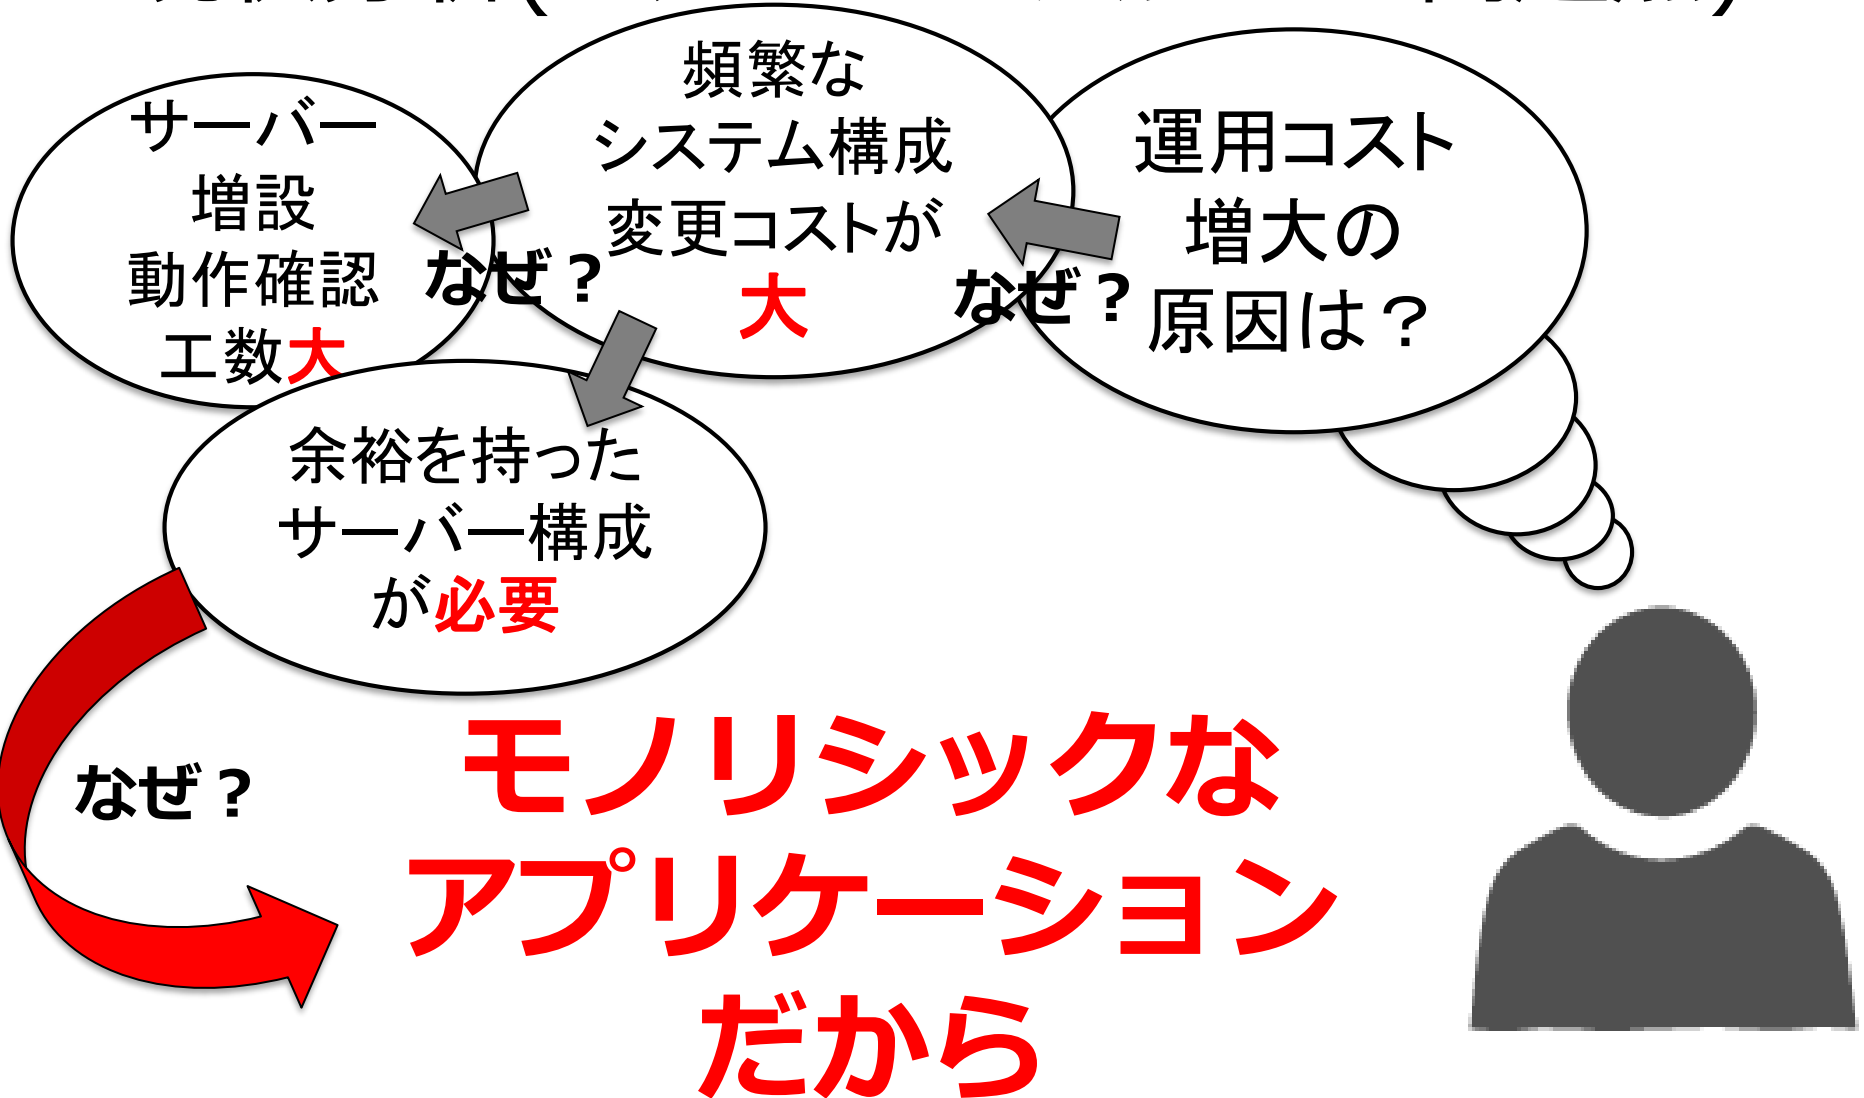 運用コスト
増大の
原因は？
なぜ？
頻繁な
システム構成
変更コストが
大
なぜ？
サーバー
増設
動作確認
工数大
余裕を持った
サーバー構成
が必要
なぜ？
モノリシックな
アプリケーション
だから